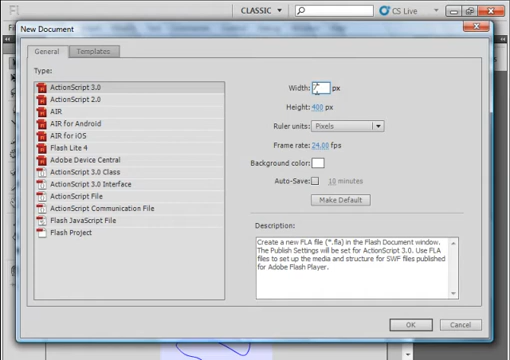 FL
CLASSIC
CS Live
New Document
General
Templates
Type:
ActionScript 3.0
ActionScript 2.0
AIR
AIR for Android
AIR for iOS
Flash Lite 4
Adobe Device Central
ActionScript 3.0 Class
ActionScript 3.0 Interface
ActionScript File
ActionScript Communication File
Flash JavaScript File
Flash Project
Width: 7 px
Height: 400 px
Ruler units: Pixels
Frame rate: 24.00 fps
Background color:
Auto-Save: 10 minutes
Make Default
Description:
Create a new FLA file (*.fla) in the Flash Document window.
The Publish Settings will be set for ActionScript 3.0. Use FLA
files to set up the media and structure for SWF files published
for Adobe Flash Player.
OK
Cancel